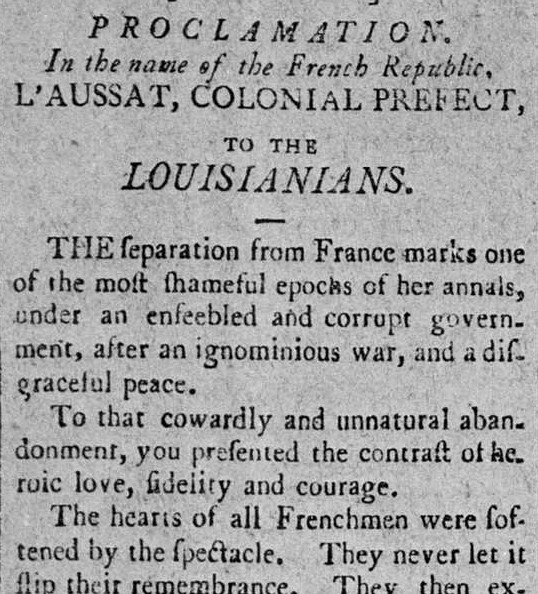 PROCLAMATION.
In the name of the French Republic,
L'AUSSAT, COLONIAL PREFECT,
TO THE
LOUISIANIANS.
THE ſeparation from France marks one
of the moſt ſhameful epochs of her annals,
under an enfeebled and corrupt govern-
ment, after an ignominious war, and a diſ-
graceful peace.
To that cowardly and unnatural aban-
donment, you preſented the contraſt of he-
roic love, fidelity and courage.
The hearts of all Frenchmen were ſof-
tened by the ſpectacle. They never let it
ſlip their remembrance. They then ex-